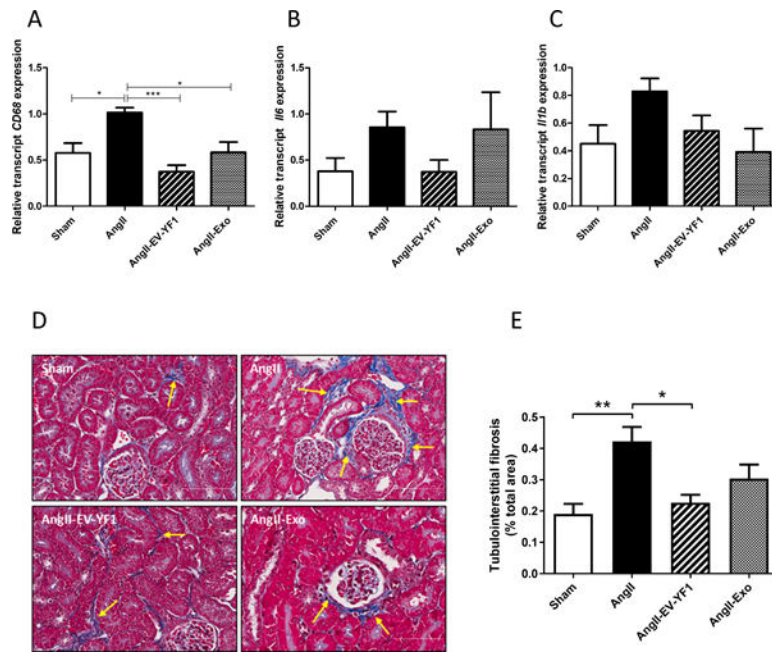 A
Relative transcript CD68 expression
1.5
1.0
0.5
0.0
*
***
*
Sham
AngII
AngII-EV-YF1
AngII-Exo
B
Relative transcript Il6 expression
1.5
1.0
0.5
0.0
Sham
AngII
AngII-EV-YF1
AngII-Exo
C
Relative transcript Il1b expression
1.0
0.8
0.6
0.4
0.2
0.0
Sham
AngII
AngII-EV-YF1
AngII-Exo
D
Sham
AngII
AngII-EV-YF1
AngII-Exo
E
Tubulointerstitial fibrosis
(% total area)
0.5
0.4
0.3
0.2
0.1
0.0
**
*
Sham
AngII
AngII-EV-YF1
AngII-Exo